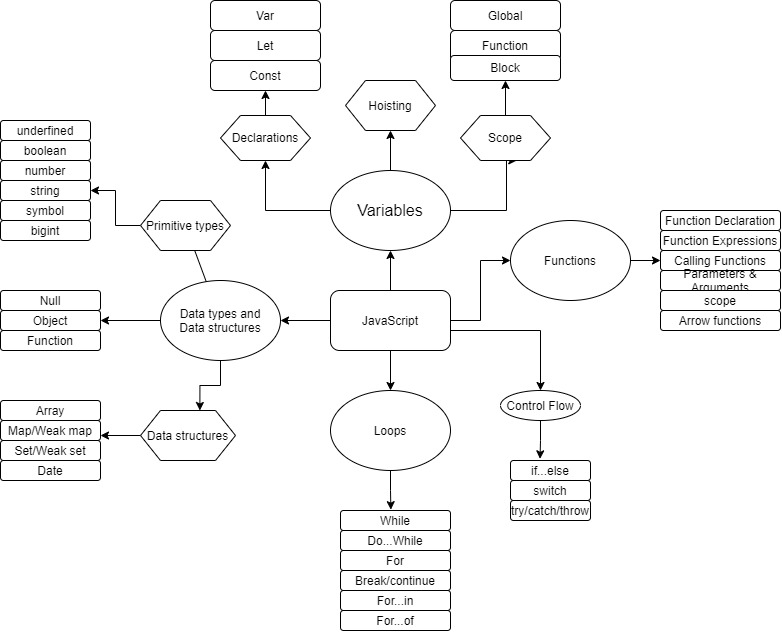 Var
Let
Const
Global
Function
Block
Hoisting
Declarations
Scope
undefined
boolean
number
string
symbol
bigint
Primitive types
Variables
Functions
Function Declaration
Function Expressions
Calling Functions
Parameters &
Arguments
scope
Arrow functions
Null
Object
Function
Data types and
Data structures
JavaScript
Array
Map/Weak map
Set/Weak set
Date
Data structures
Loops
Control Flow
if...else
switch
try/catch/throw
While
Do...While
For
Break/continue
For...in
For...of